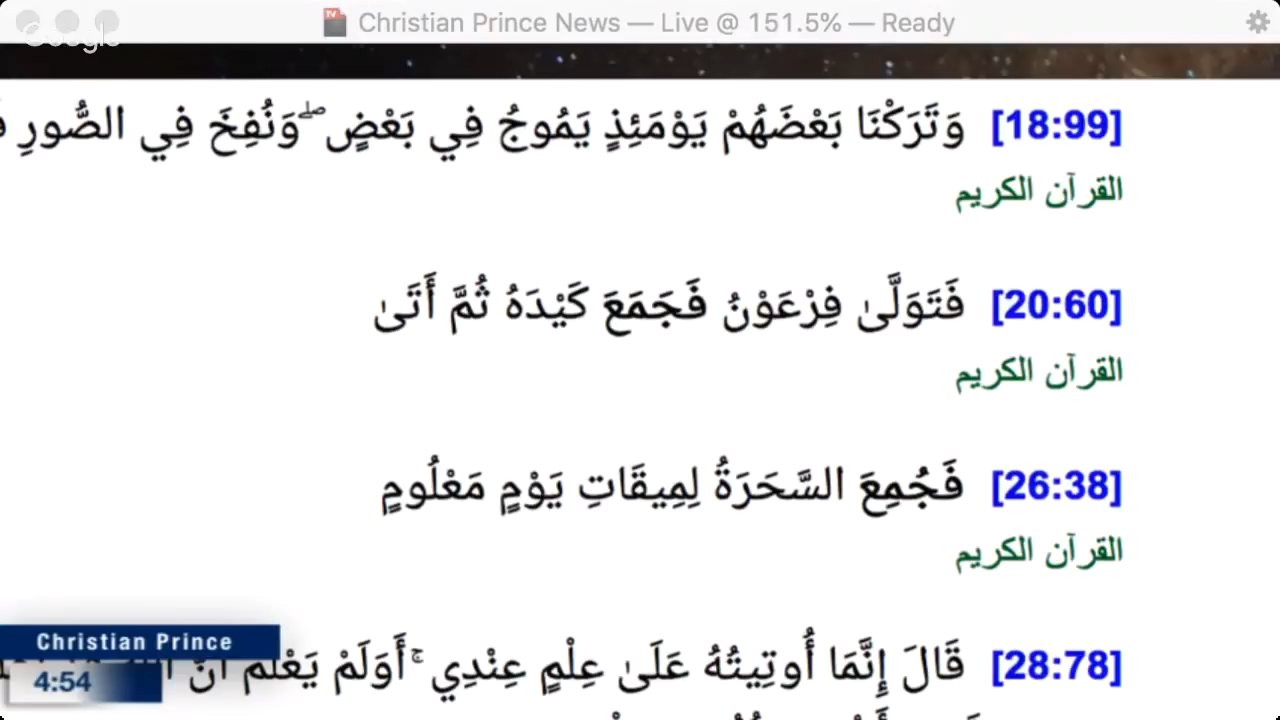 Christian Prince News — Live @ 151.5% — Ready
Google
[18:99] وَتَرَكْنَا بَعْضَهُمْ يَوْمَئِذٍ يَمُوجُ فِي بَعْضٍ ۖ وَنُفِخَ فِي الصُّورِ
القرآن الكريم
[20:60] فَتَوَلَّىٰ فِرْعَوْنُ فَجَمَعَ كَيْدَهُ ثُمَّ أَتَىٰ
القرآن الكريم
[26:38] فَجُمِعَ السَّحَرَةُ لِمِيقَاتِ يَوْمٍ مَعْلُومٍ
القرآن الكريم
[28:78] قَالَ إِنَّمَا أُوتِيتُهُ عَلَىٰ عِلْمٍ عِنْدِي ۚ أَوَلَمْ يَعْلَمْ أَنَّ
Christian Prince
4:54